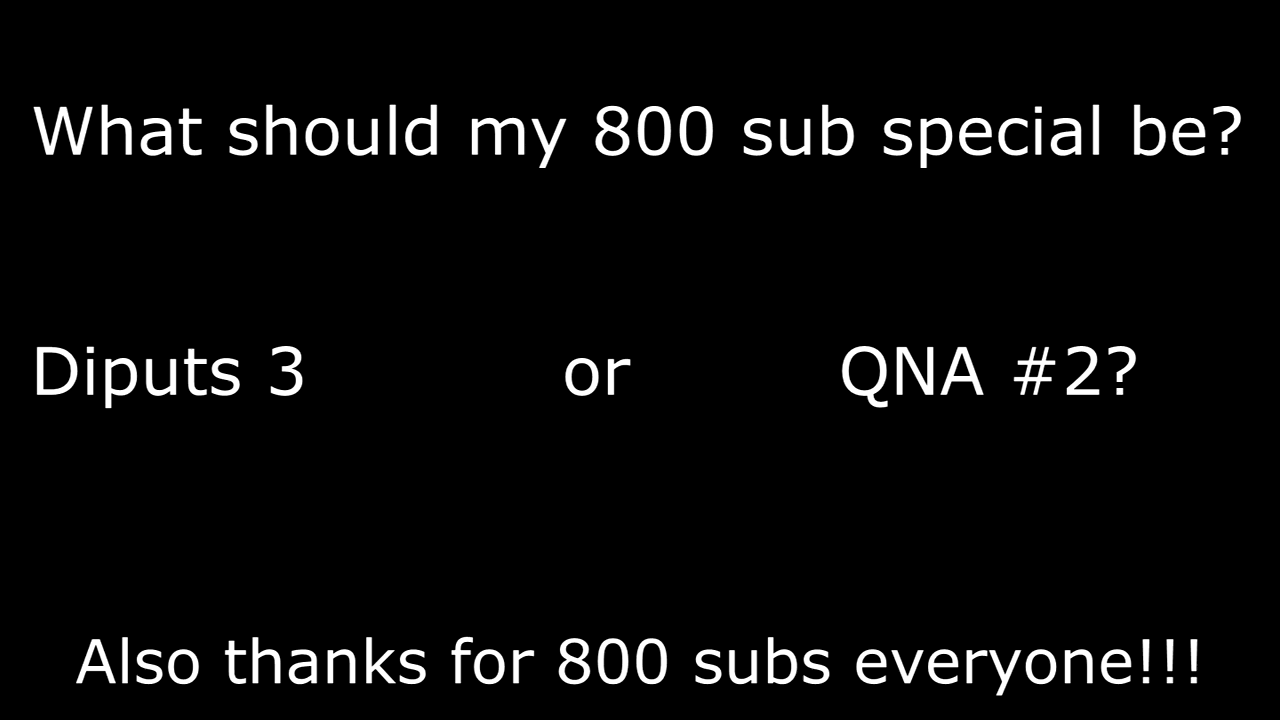 What should my 800 sub special be?
Diputs 3 or QNA #2?
Also thanks for 800 subs everyone!!!